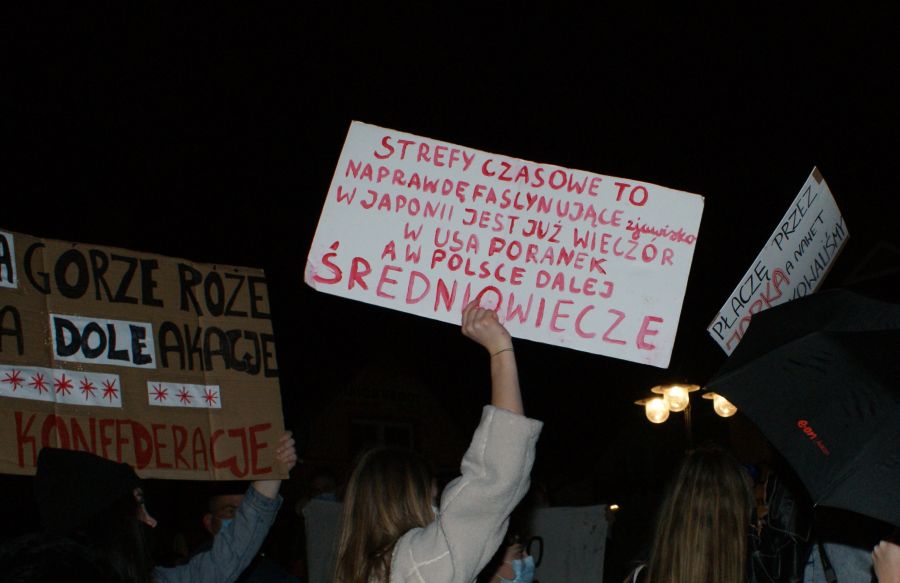 A GÓRZE RÓŻE
A DOLE AKACJE
***** ***
KONFEDERACJE
STREFY CZASOWE TO
NAPRAWDĘ FASLYNUJĄCE zjawisko
W JAPONII JEST JUŻ WIECZÓR
W USA PORANEK
A W POLSCE DALEJ
ŚREDNIOWIECZE
PŁACZĘ PRZEZ
A NAWET
e·on